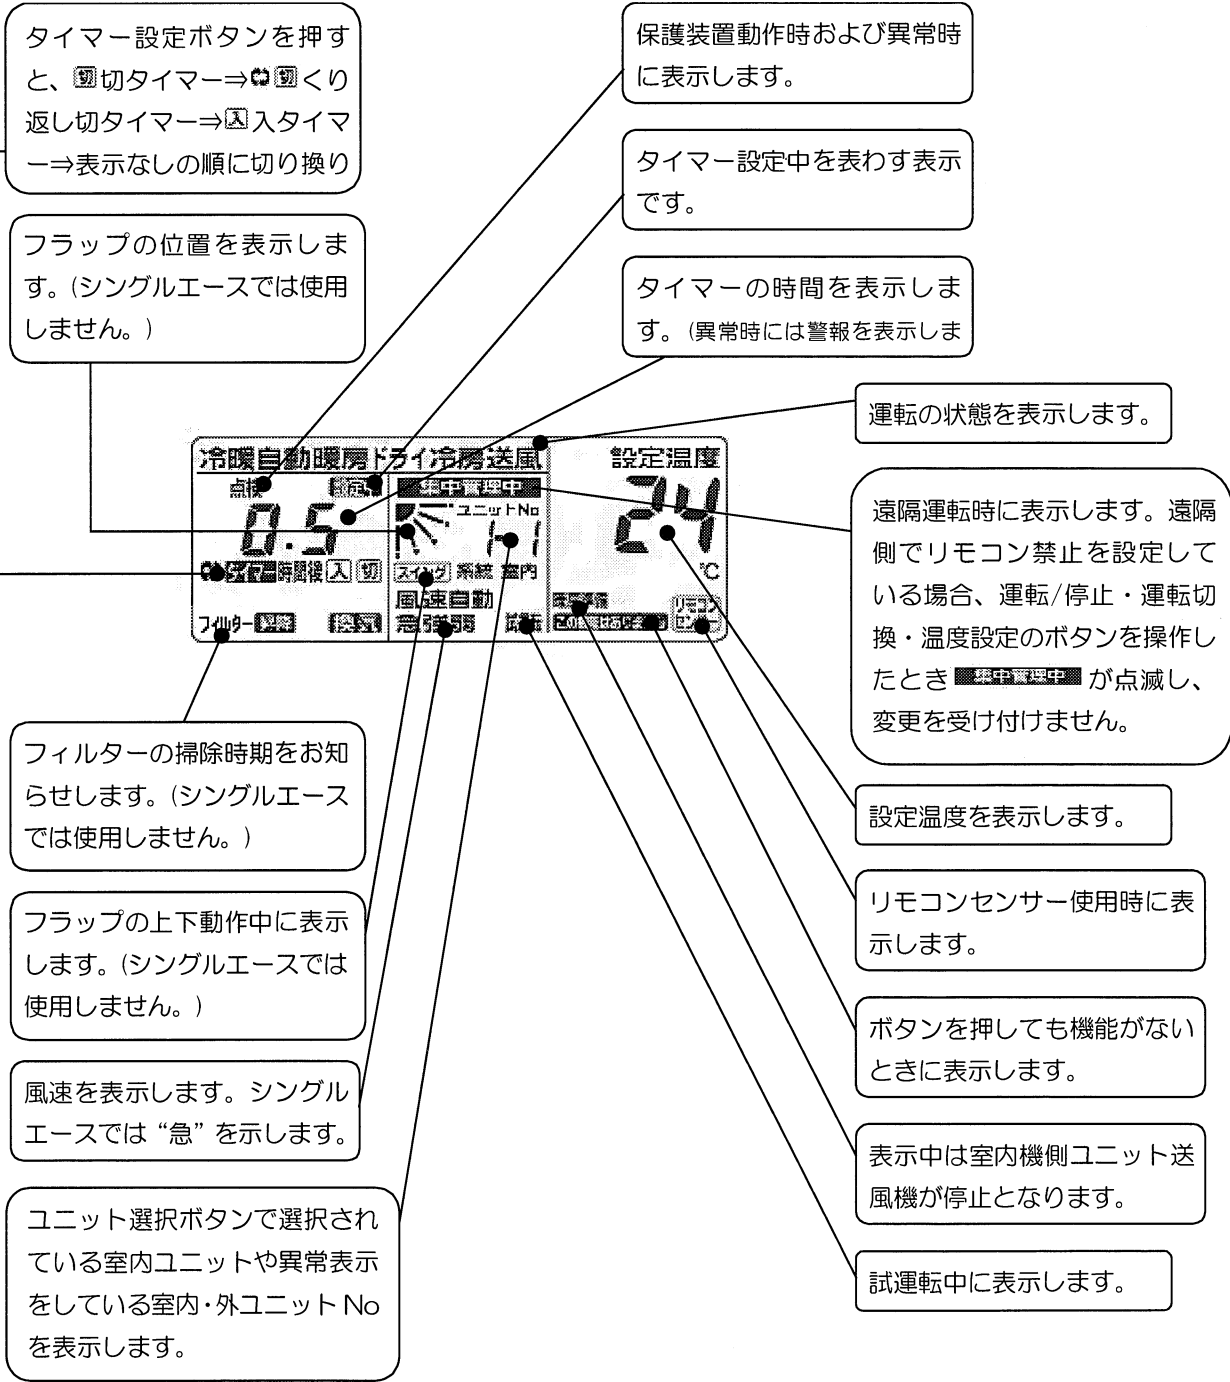 タイマー設定ボタンを押す
と、切切タイマー⇒切くり
返し切タイマー⇒入入タイマ
ー⇒表示なしの順に切り換り
フラップの位置を表示しま
す。(シングルエースでは使用
しません。)
保護装置動作時および異常時
に表示します。
タイマー設定中を表わす表示
です。
タイマーの時間を表示しま
す。(異常時には警報を表示しま
運転の状態を表示します。
冷暖自動暖房ドライ冷房送風
設定温度
点検
集中管理中
0.5
ユニットNo
1-1
24
℃
タイマー時間後 入 切
スイング 系統 室内
風速自動
急強弱
フィルター
換気
試運転
リモコン
センサー
遠隔運転時に表示します。遠隔
側でリモコン禁止を設定して
いる場合、運転/停止・運転切
換・温度設定のボタンを操作し
たとき 集中管理中 が点滅し、
変更を受け付けません。
フィルターの掃除時期をお知
らせします。(シングルエース
では使用しません。)
フラップの上下動作中に表示
します。(シングルエースでは
使用しません。)
風速を表示します。シングル
エースでは“急”を示します。
ユニット選択ボタンで選択され
ている室内ユニットや異常表示
をしている室内・外ユニット No
を表示します。
設定温度を表示します。
リモコンセンサー使用時に表
示します。
ボタンを押しても機能がない
ときに表示します。
表示中は室内機側ユニット送
風機が停止となります。
試運転中に表示します。